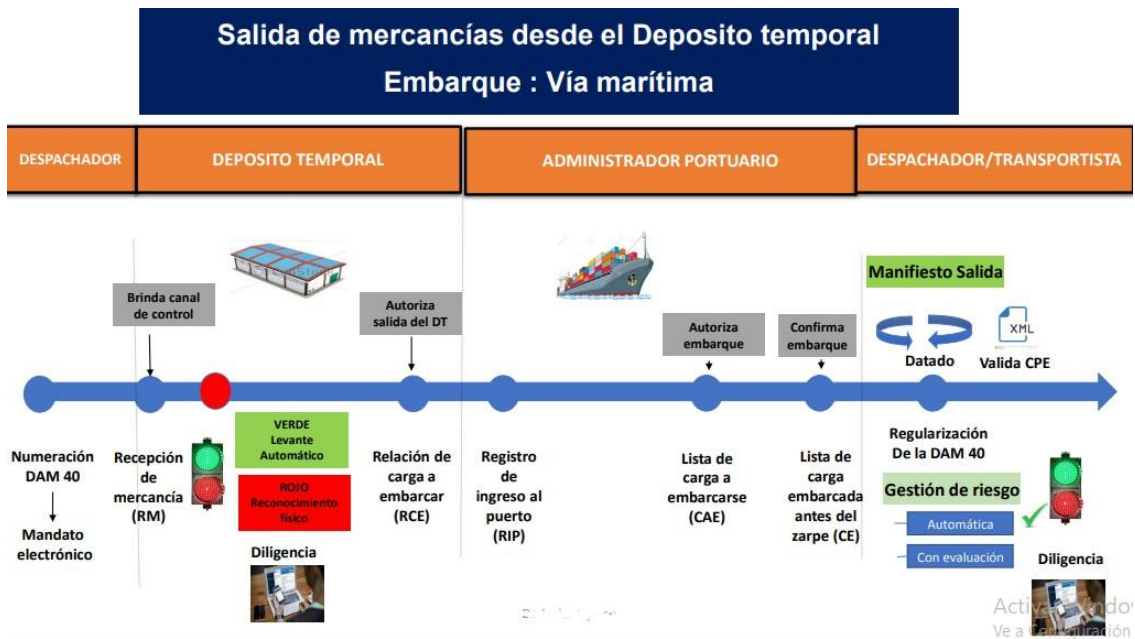 Salida de mercancías desde el Deposito temporal
Embarque : Vía marítima
DESPACHADOR
DEPOSITO TEMPORAL
ADMINISTRADOR PORTUARIO
DESPACHADOR/TRANSPORTISTA
Manifiesto Salida
Brinda canal
de control
Autoriza
salida del DT
Autoriza
embarque
Confirma
embarque
XML
Datado
Valida CPE
Numeración
DAM 40
Mandato
electrónico
Recepción
de
mercancía
(RM)
VERDE
Levante
Automático
ROJO
Reconocimiento
físico
Diligencia
Relación de
carga a
embarcar
(RCE)
Registro
de
ingreso al
puerto
(RIP)
Lista de
carga a
embarcarse
(CAE)
Lista de
carga
embarcada
antes del
zarpe (CE)
Regularización
De la DAM 40
Gestión de riesgo
Automática
Con evaluación
Diligencia